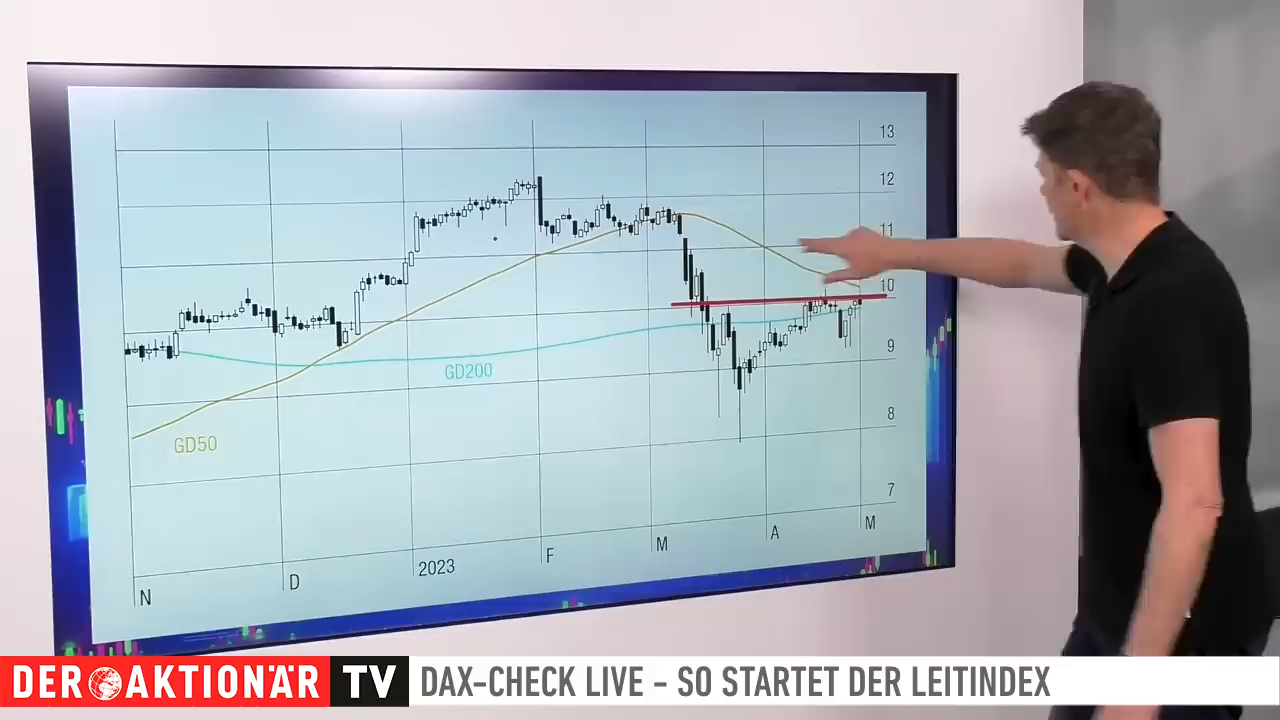 13
12
11
10
9
8
7
GD200
GD50
N
D
2023
F
M
A
M
DER AKTIONÄR TV
DAX-CHECK LIVE - SO STARTET DER LEITINDEX